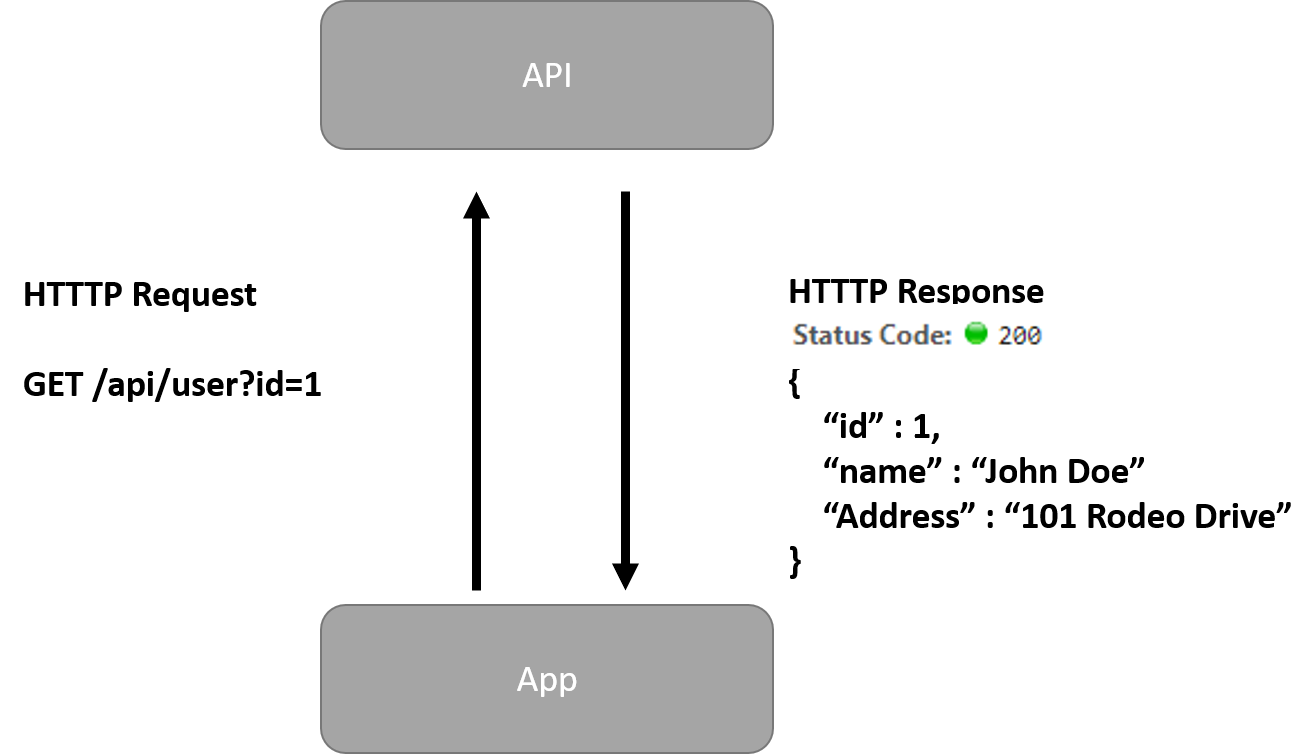 API
HTTTP Request
GET /api/user?id=1
HTTTP Response
Status Code: 200
{
“id” : 1,
“name” : “John Doe”
“Address” : “101 Rodeo Drive”
}
App